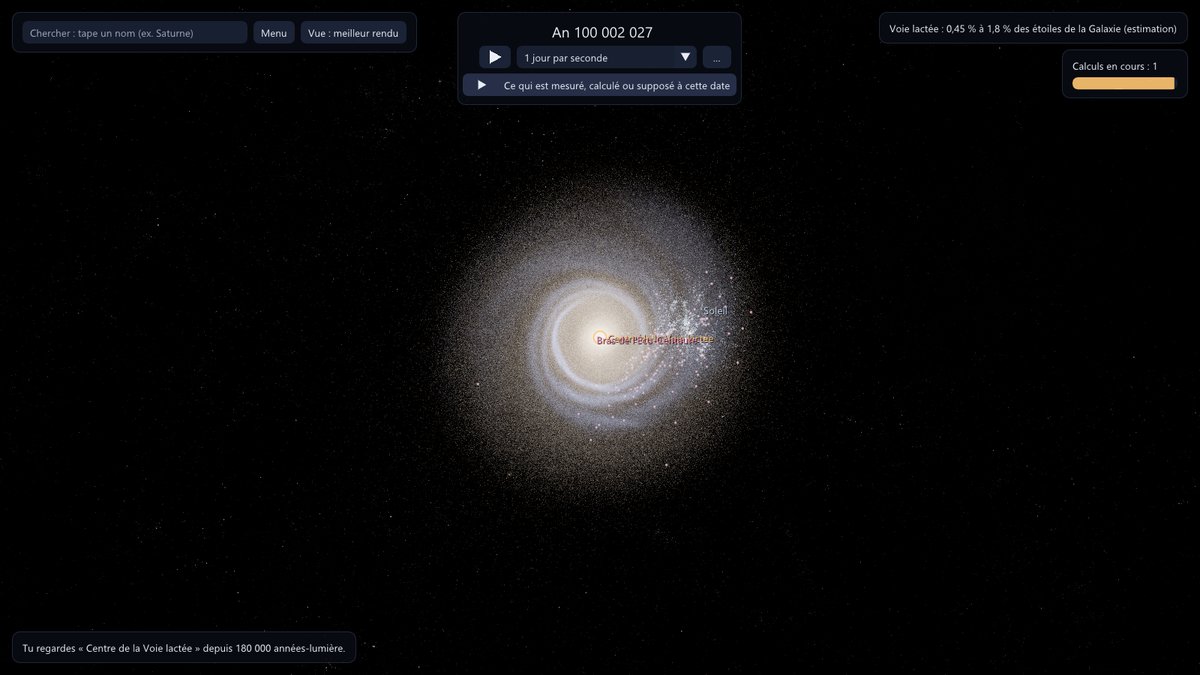 Chercher : tape un nom (ex. Saturne)
Menu
Vue : meilleur rendu
An 100 002 027
1 jour par seconde
...
Ce qui est mesuré, calculé ou supposé à cette date
Voie lactée : 0,45 % à 1,8 % des étoiles de la Galaxie (estimation)
Calculs en cours : 1
Soleil
Tu regardes « Centre de la Voie lactée » depuis 180 000 années-lumière.